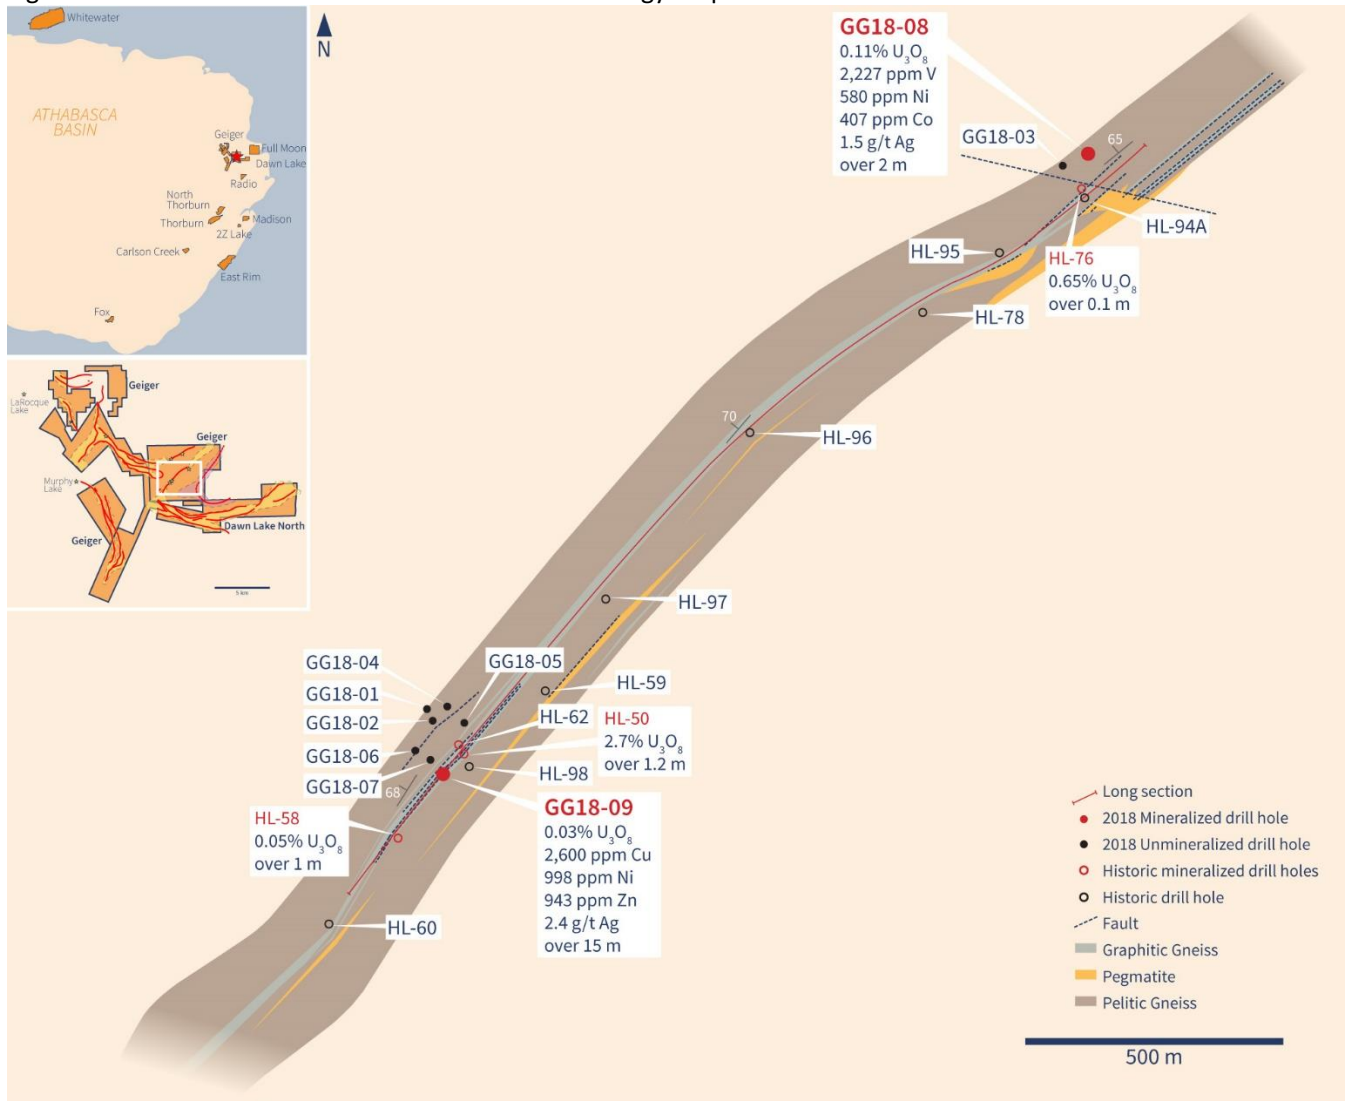 Whitewater
ATHABASCA
BASIN
Geiger
Full Moon
Dawn Lake
Radio
North
Thorburn
Thorburn
Madison
2Z Lake
Carlson Creek
East Rim
Fox
N
Geiger
LaRocque
Lake
Geiger
Murphy
Lake
Dawn Lake North
Geiger
5 km
GG18-08
0.11% U₃O₈
2,227 ppm V
580 ppm Ni
407 ppm Co
1.5 g/t Ag
over 2 m
GG18-03
65
HL-94A
HL-95
HL-76
0.65% U₃O₈
over 0.1 m
HL-78
70
HL-96
HL-97
GG18-04
GG18-05
GG18-01
HL-59
GG18-02
HL-62
HL-50
2.7% U₃O₈
over 1.2 m
GG18-06
HL-98
GG18-07
68
HL-58
0.05% U₃O₈
over 1 m
GG18-09
0.03% U₃O₈
2,600 ppm Cu
998 ppm Ni
943 ppm Zn
2.4 g/t Ag
over 15 m
HL-60
Long section
2018 Mineralized drill hole
2018 Unmineralized drill hole
Historic mineralized drill holes
Historic drill hole
Fault
Graphitic Gneiss
Pegmatite
Pelitic Gneiss
500 m